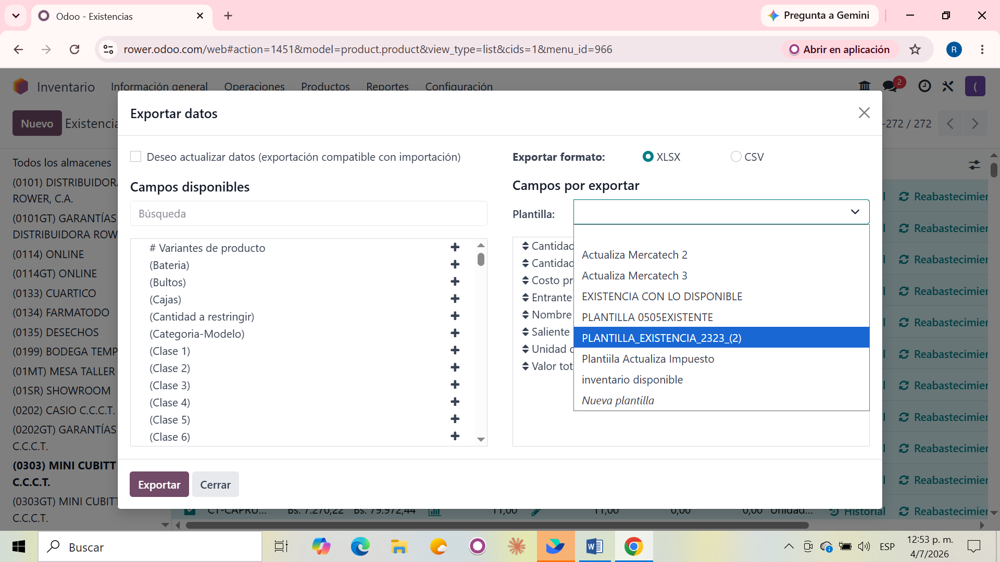 Odoo - Existencias
Pregunta a Gemini
rower.odoo.com/web#action=1451&model=product.product&view_type=list&cids=1&menu_id=966
Abrir en aplicación
R
Inventario
Información general
Operaciones
Productos
Reportes
Configuración
2
(
Nuevo
Existencia
-272 / 272
Exportar datos
Deseo actualizar datos (exportación compatible con importación)
Exportar formato:
XLSX
CSV
Campos disponibles
Campos por exportar
Búsqueda
Plantilla:
# Variantes de producto
(Bateria)
(Bultos)
(Cajas)
(Cantidad a restringir)
(Categoria-Modelo)
(Clase 1)
(Clase 2)
(Clase 3)
(Clase 4)
(Clase 5)
(Clase 6)
Cantidad
Cantidad
Costo pr
Entrante
Nombre
Saliente
Unidad
Valor tot
Actualiza Mercatech 2
Actualiza Mercatech 3
EXISTENCIA CON LO DISPONIBLE
PLANTILLA 0505EXISTENTE
PLANTILLA_EXISTENCIA_2323_(2)
Plantiila Actualiza Impuesto
inventario disponible
Nueva plantilla
Exportar
Cerrar
Todos los almacenes
(0101) DISTRIBUIDORA
ROWER, C.A.
(0101GT) GARANTÍAS
DISTRIBUIDORA ROW
(0114) ONLINE
(0114GT) ONLINE
(0133) CUARTICO
(0134) FARMATODO
(0135) DESECHOS
(0199) BODEGA TEMP
(01MT) MESA TALLER
(01SR) SHOWROOM
(0202) CASIO C.C.C.T.
(0202GT) GARANTÍAS
C.C.C.T.
(0303) MINI CUBITT
C.C.C.T.
(0303GT) MINI CUBITT
C.C.C.T.
l Reabastecimier
l Reabastecimier
l Reabastecimier
l Reabastecimier
l Reabastecimier
l Reabastecimier
l Reabastecimier
l Reabastecimier
l Reabastecimier
l Reabastecimier
CT-CAPRU... Bs. 7.270,22 Bs. 79.972,44 11,00 11,00 0,00 0,00 Unidad... Historial Reabastecimier
Buscar
ESP
12:53 p. m.
4/7/2026